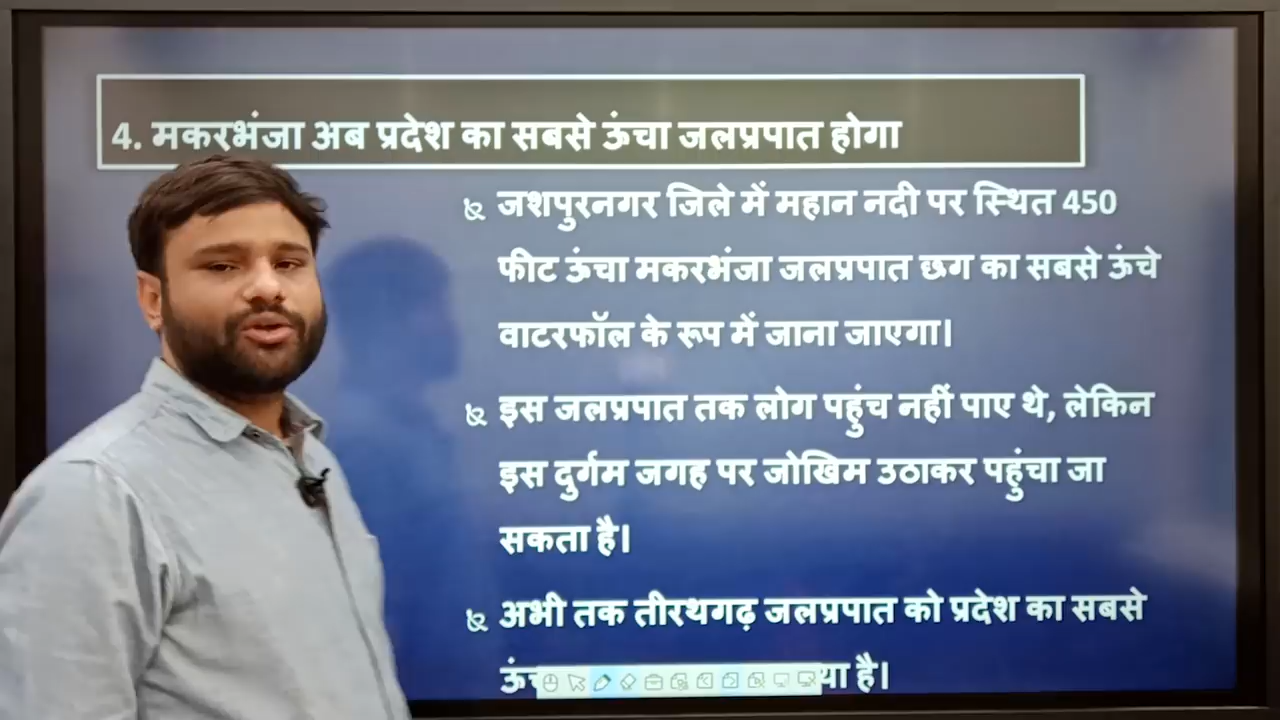 4. मकरभंजा अब प्रदेश का सबसे ऊंचा जलप्रपात होगा
जशपुरनगर जिले में महान नदी पर स्थित 450
फीट ऊंचा मकरभंजा जलप्रपात छग का सबसे ऊंचे
वाटरफॉल के रूप में जाना जाएगा।
इस जलप्रपात तक लोग पहुंच नहीं पाए थे, लेकिन
इस दुर्गम जगह पर जोखिम उठाकर पहुंचा जा
सकता है।
अभी तक तीरथगढ़ जलप्रपात को प्रदेश का सबसे
है।